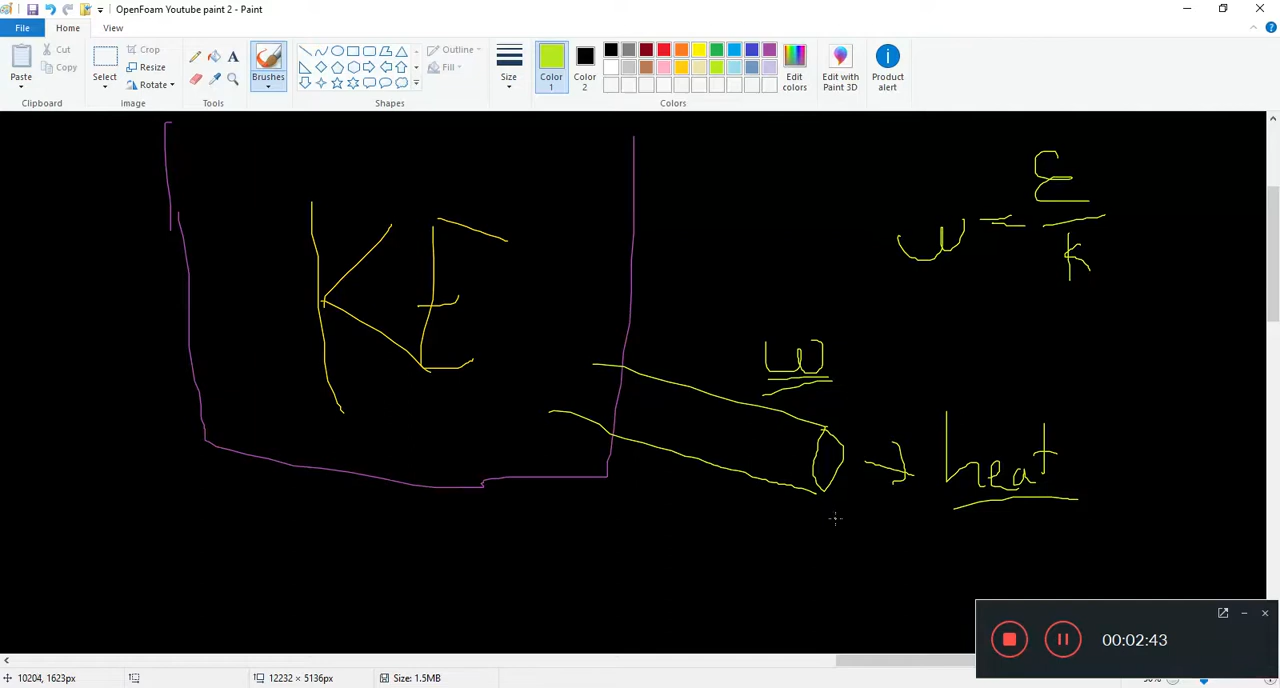 OpenFoam Youtube paint 2 - Paint
File Home View
Paste
Cut
Copy
Clipboard
Select
Crop
Resize
Rotate
Image
A
Tools
Brushes
Outline
Fill
Shapes
Size
Color 1
Color 2
Edit colors
Colors
Edit with Paint 3D
Product alert
ω = ε/k
KE
ω
→ heat
00:02:43
10204, 1623px
12232 × 5136px
Size: 1.5MB